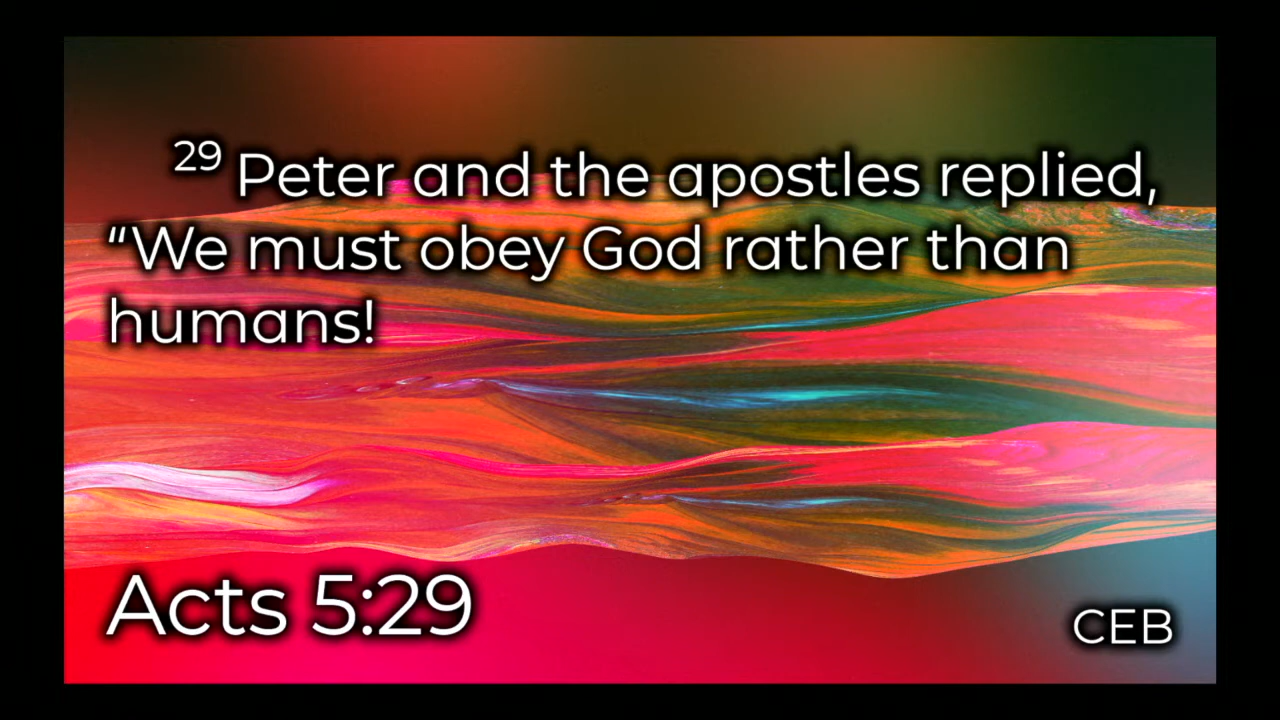 29 Peter and the apostles replied,
“We must obey God rather than
humans!
Acts 5:29
CEB